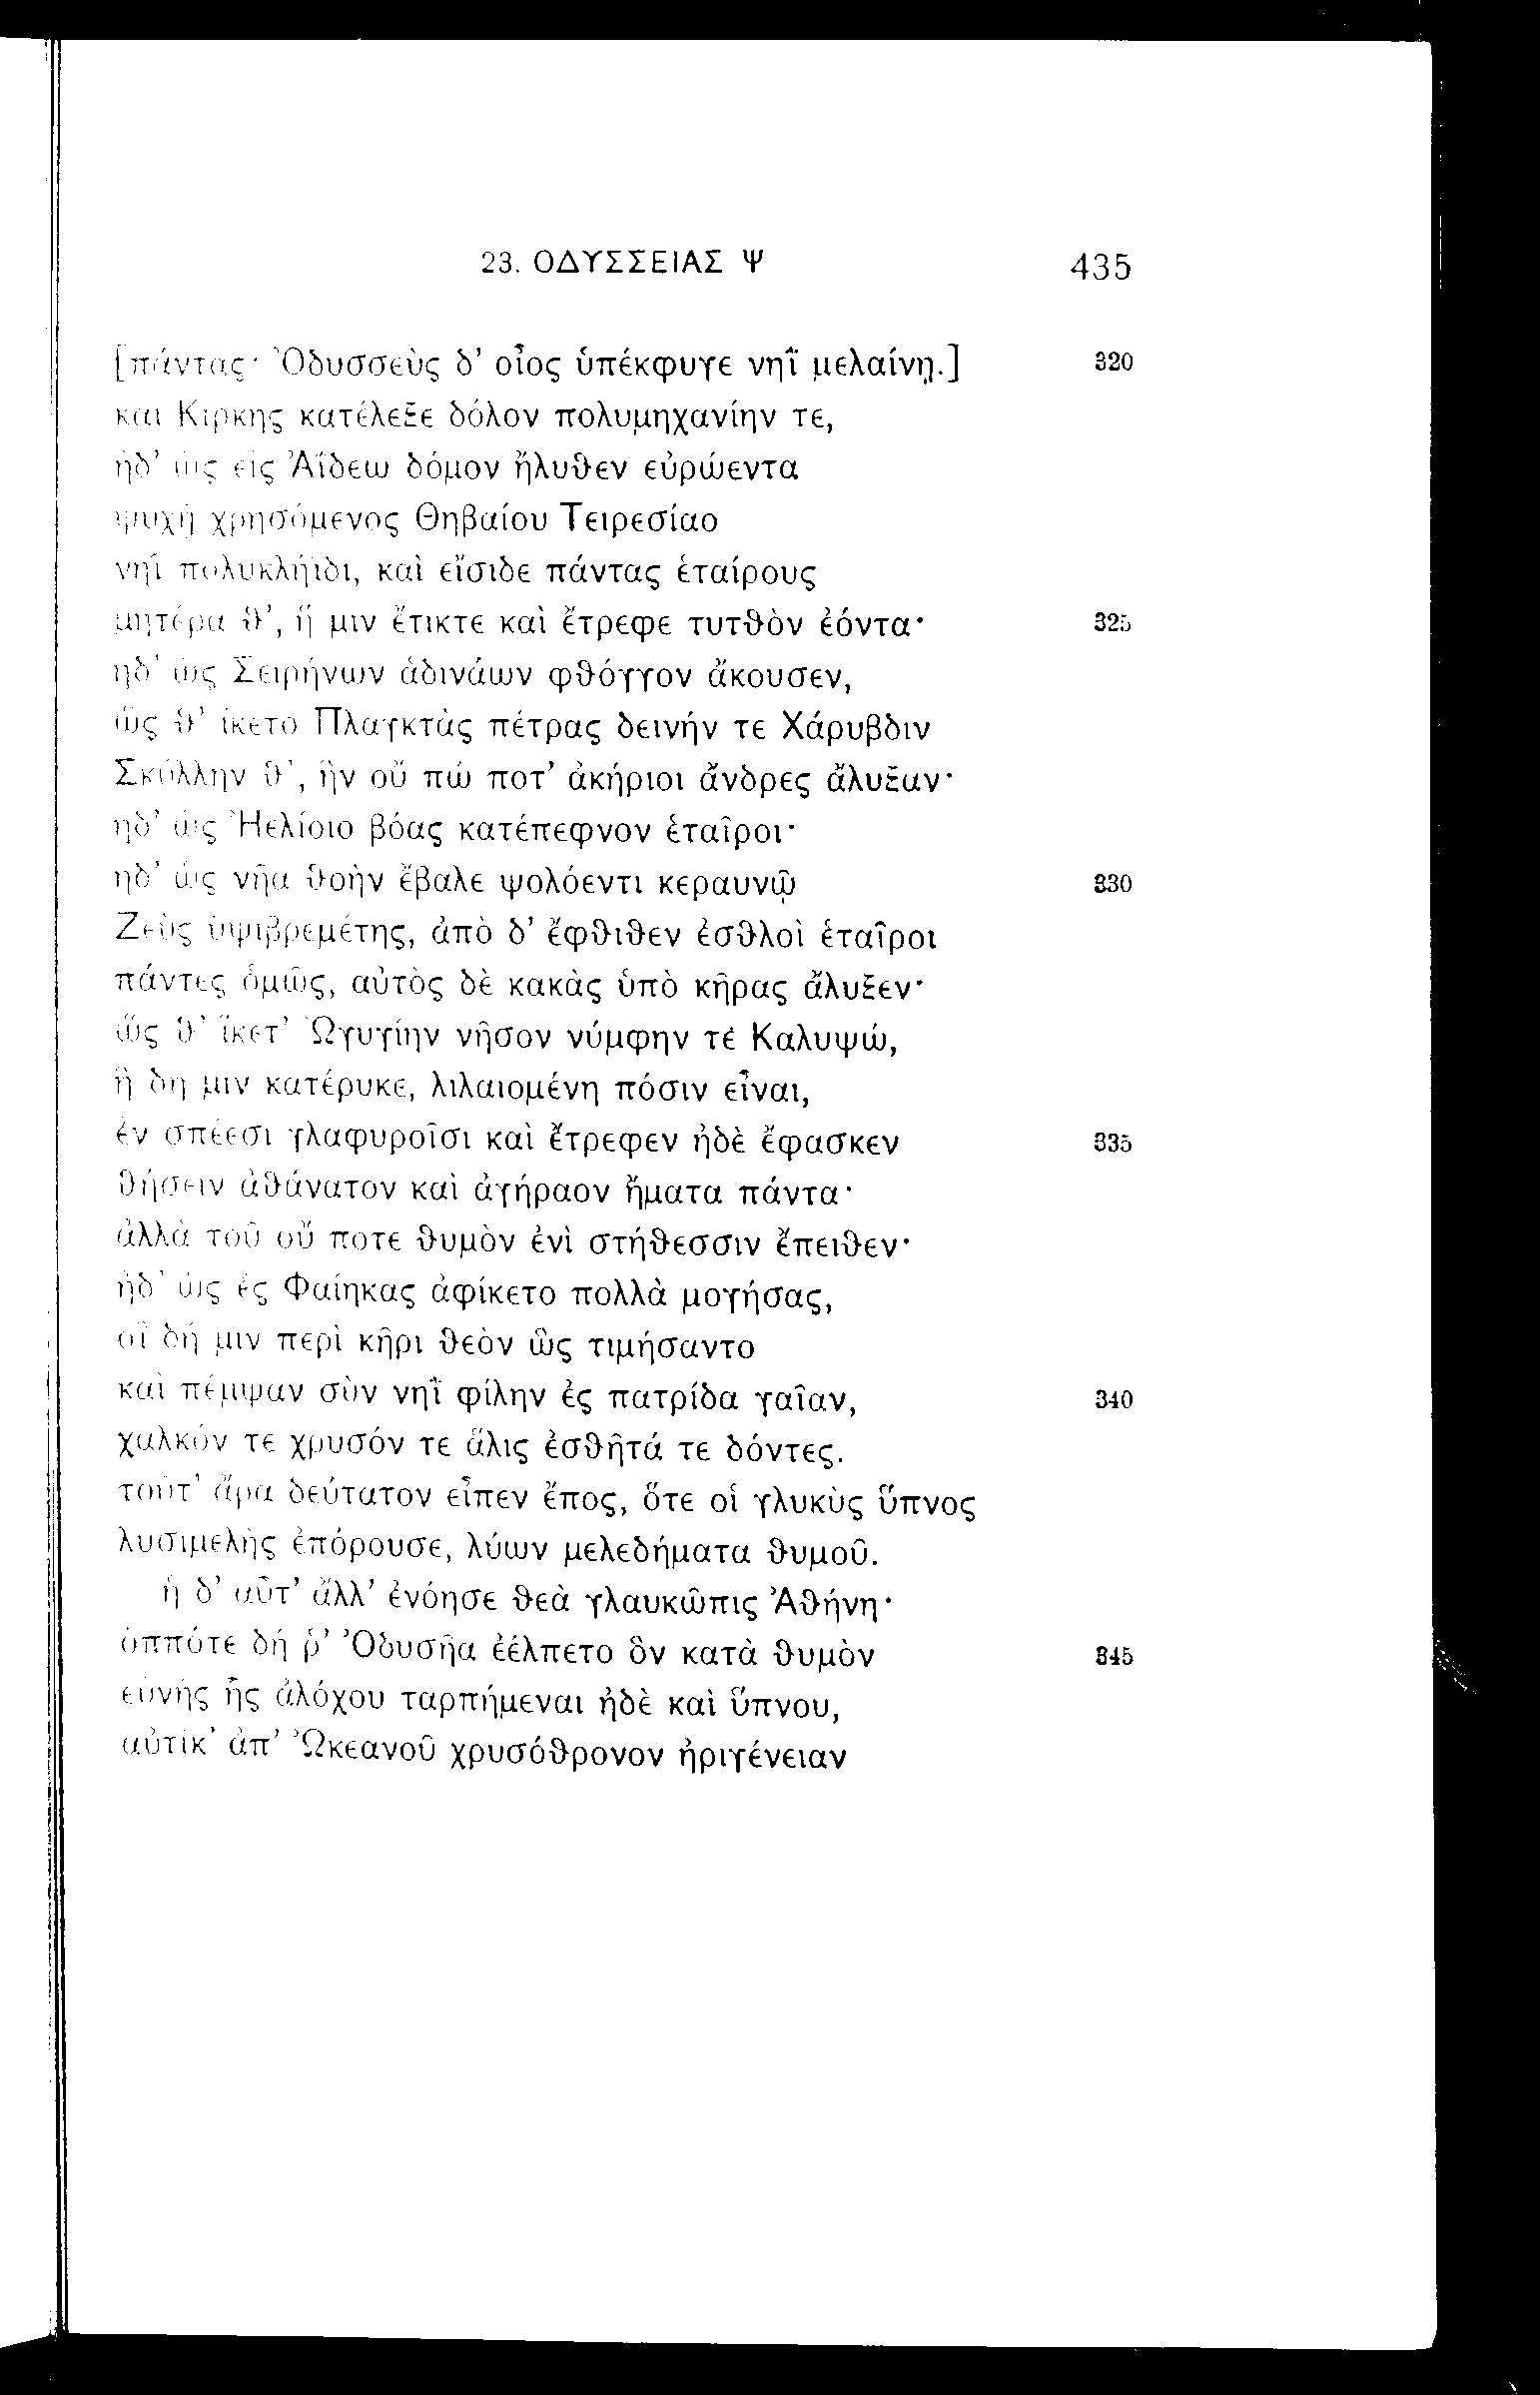 23. ΟΔΥΣΣΕΙΑΣ Ψ 435
[πάντας· Ὀδυσσεὺς δ’ οἶος ὑπέκφυγε νηῒ μελαίνῃ.] 320
καὶ Κίρκης κατέλεξε δόλον πολυμηχανίην τε,
ἠδ’ ὡς εἰς Ἀΐδεω δόμον ἤλυθεν εὐρώεντα
ψυχῇ χρησόμενος Θηβαίου Τειρεσίαο
νηῒ πολυκλήιδι, καὶ εἴσιδε πάντας ἑταίρους
μητέρα θ’, ἥ μιν ἔτικτε καὶ ἔτρεφε τυτθὸν ἐόντα· 325
ἠδ’ ὡς Σειρήνων ἁδινάων φθόγγον ἄκουσεν,
ὥς θ’ ἵκετο Πλαγκτὰς πέτρας δεινήν τε Χάρυβδιν
Σκύλλην θ’, ἣν οὔ πώ ποτ’ ἀκήριοι ἄνδρες ἄλυξαν·
ἠδ’ ὡς Ἠελίοιο βόας κατέπεφνον ἑταῖροι·
ἠδ’ ὡς νῆα θοὴν ἔβαλε ψολόεντι κεραυνῷ 330
Ζεὺς ὑψιβρεμέτης, ἀπὸ δ’ ἔφθιθεν ἐσθλοὶ ἑταῖροι
πάντες ὁμῶς, αὐτὸς δὲ κακὰς ὑπὸ κῆρας ἄλυξεν·
ὥς θ’ ἵκετ’ Ὠγυγίην νῆσον νύμφην τε Καλυψώ,
ἣ δή μιν κατέρυκε, λιλαιομένη πόσιν εἶναι,
ἐν σπέεσι γλαφυροῖσι καὶ ἔτρεφεν ἠδὲ ἔφασκεν 335
θήσειν ἀθάνατον καὶ ἀγήραον ἤματα πάντα·
ἀλλὰ τοῦ οὔ ποτε θυμὸν ἐνὶ στήθεσσιν ἔπειθεν·
ἠδ’ ὡς ἐς Φαίηκας ἀφίκετο πολλὰ μογήσας,
οἳ δή μιν περὶ κῆρι θεὸν ὣς τιμήσαντο
καὶ πέμψαν σὺν νηῒ φίλην ἐς πατρίδα γαῖαν, 340
χαλκόν τε χρυσόν τε ἅλις ἐσθῆτά τε δόντες.
τοῦτ’ ἄρα δεύτατον εἶπεν ἔπος, ὅτε οἱ γλυκὺς ὕπνος
λυσιμελὴς ἐπόρουσε, λύων μελεδήματα θυμοῦ.
ἡ δ’ αὖτ’ ἄλλ’ ἐνόησε θεὰ γλαυκῶπις Ἀθήνη·
ὁππότε δή ῥ’ Ὀδυσῆα ἐέλπετο ὃν κατὰ θυμὸν 345
εὐνῆς ἧς ἀλόχου ταρπήμεναι ἠδὲ καὶ ὕπνου,
αὐτίκ’ ἀπ’ Ὠκεανοῦ χρυσόθρονον ἠριγένειαν